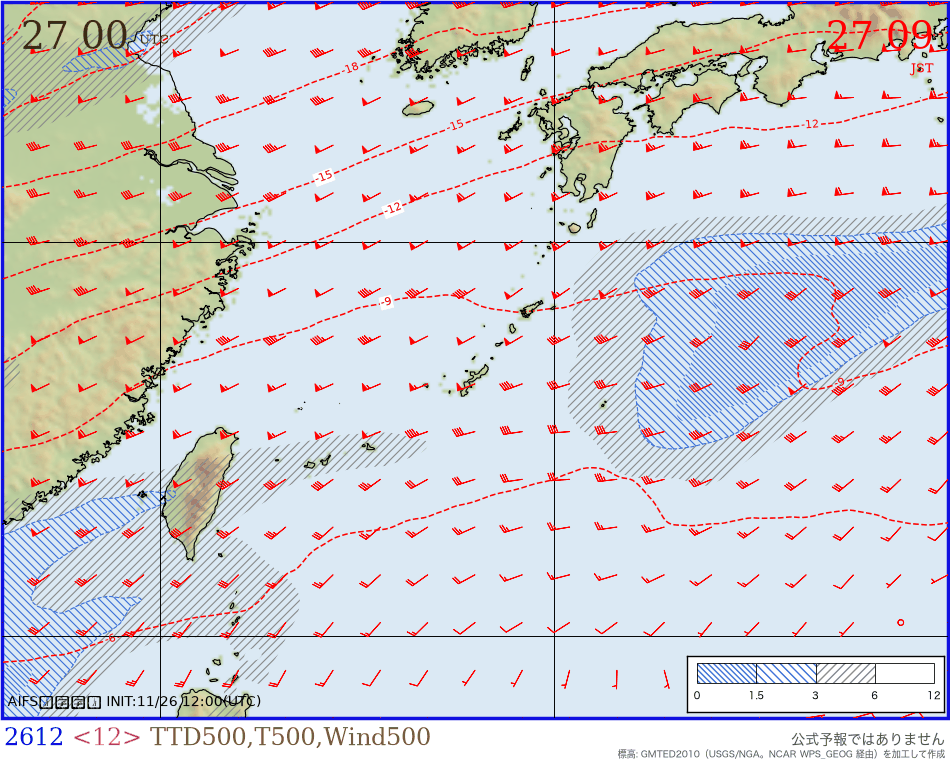 27 00 (UTC)
27 09
JST
-18
-15
-12
-15
-12
-9
-9
-6
AIFS INIT:11/26 12:00(UTC)
0 1.5 3 6 12
2612 <12> TTD500,T500,Wind500
公式予報ではありません
標高: GMTED2010（USGS/NGA。NCAR WPS_GEOG 経由）を加工して作成